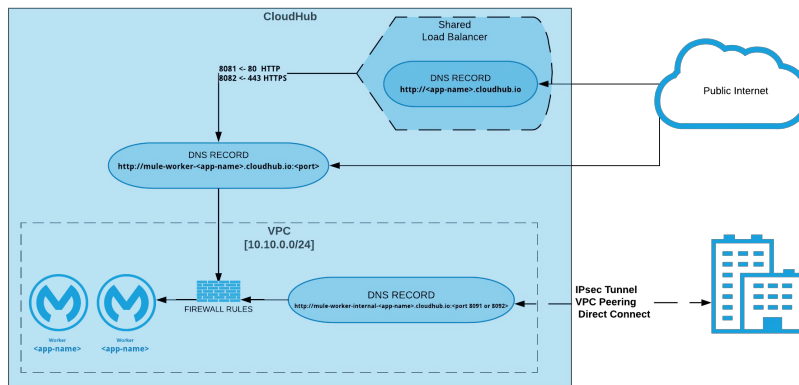 CloudHub
Shared
Load Balancer
8081 <- 80 HTTP
8082 <- 443 HTTPS
DNS RECORD
http://<app-name>.cloudhub.io
Public Internet
DNS RECORD
http://mule-worker-<app-name>.cloudhub.io:<port>
VPC
[10.10.0.0/24]
DNS RECORD
http://mule-worker-internal-<app-name>.cloudhub.io:<port 8091 or 8092>
FIREWALL RULES
IPsec Tunnel
VPC Peering
Direct Connect
Worker
<app-name>
Worker
<app-name>